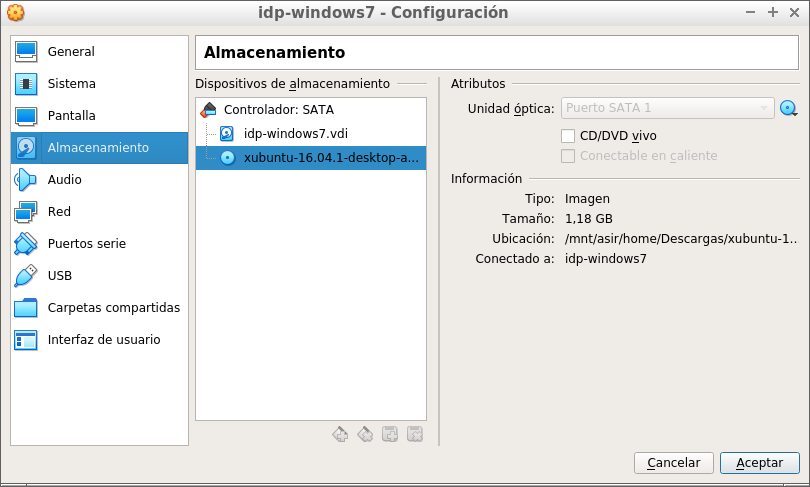 idp-windows7 - Configuración
General
Sistema
Pantalla
Almacenamiento
Audio
Red
Puertos serie
USB
Carpetas compartidas
Interfaz de usuario
Almacenamiento
Dispositivos de almacenamiento
Controlador: SATA
idp-windows7.vdi
xubuntu-16.04.1-desktop-a...
Atributos
Unidad óptica: Puerto SATA 1
CD/DVD vivo
Conectable en caliente
Información
Tipo: Imagen
Tamaño: 1,18 GB
Ubicación: /mnt/asir/home/Descargas/xubuntu-1...
Conectado a: idp-windows7
Cancelar Aceptar